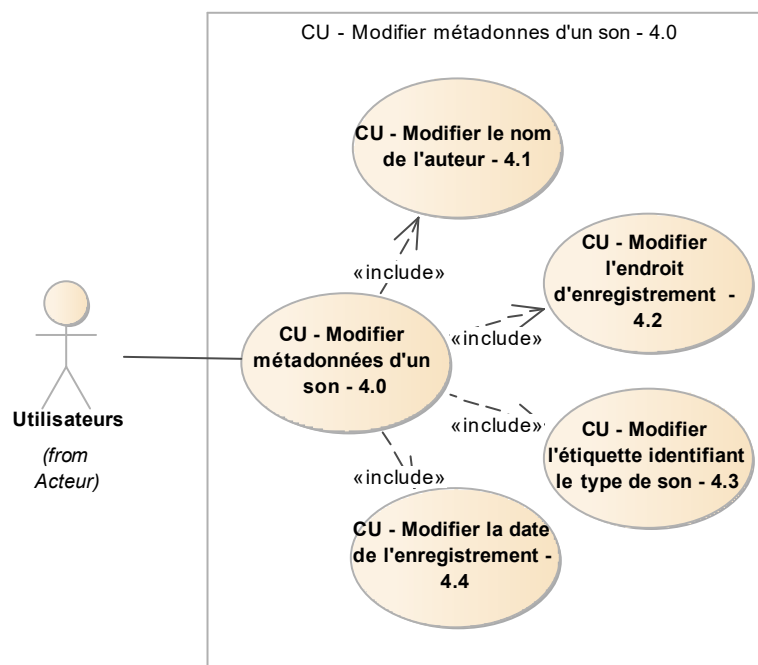 CU - Modifier métadonnes d'un son - 4.0
CU - Modifier le nom
de l'auteur - 4.1
«include»
CU - Modifier
l'endroit
d'enregistrement -
4.2
«include»
CU - Modifier
métadonnées d'un
son - 4.0
Utilisateurs
(from
Acteur)
CU - Modifier
l'étiquette identifiant
le type de son - 4.3
«include»
«include»
CU - Modifier la date
de l'enregistrement -
4.4